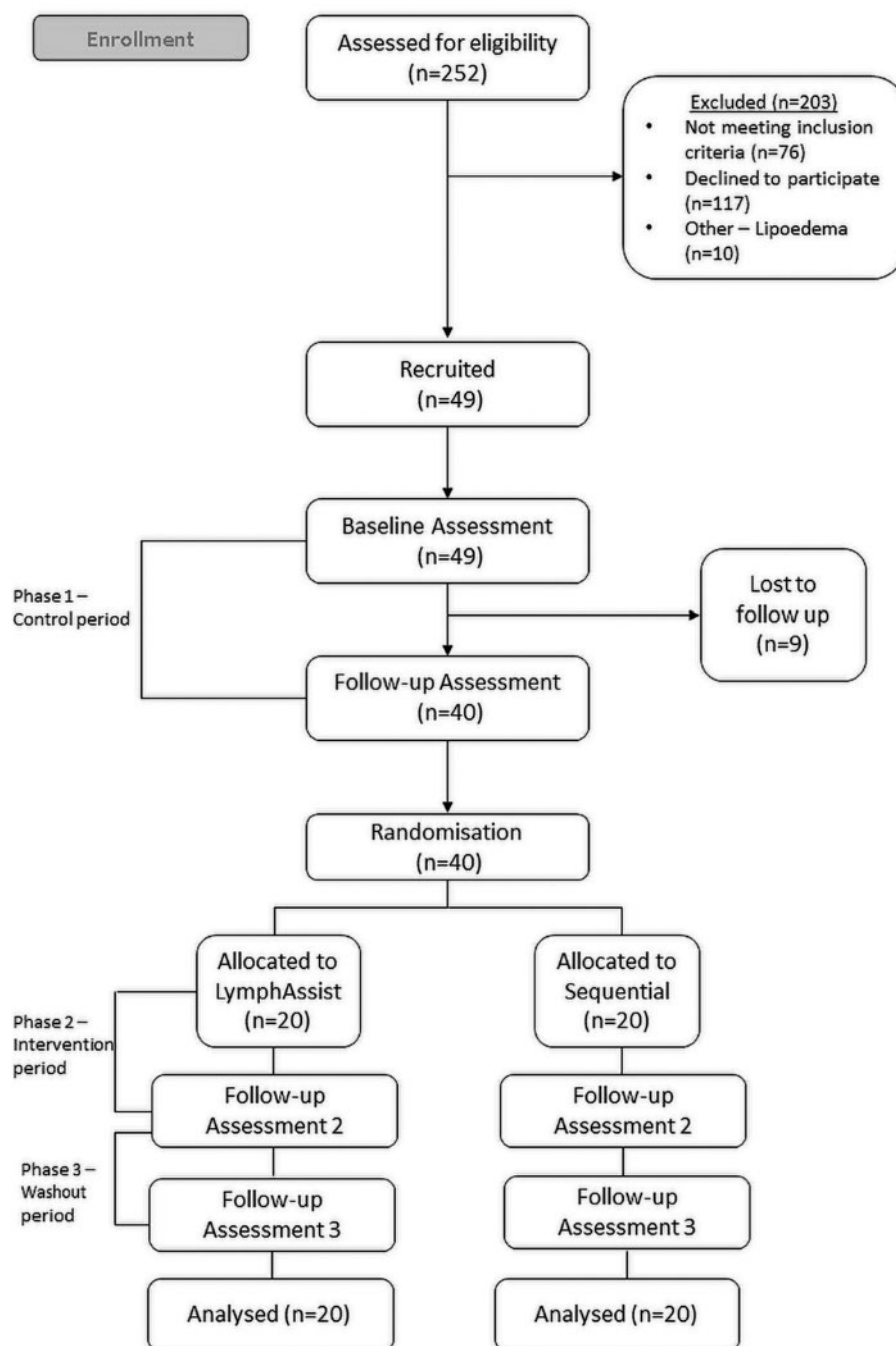 Enrollment
Assessed for eligibility
(n=252)
Excluded (n=203)
• Not meeting inclusion
criteria (n=76)
• Declined to participate
(n=117)
• Other – Lipoedema
(n=10)
Recruited
(n=49)
Baseline Assessment
(n=49)
Phase 1 –
Control period
Lost to
follow up
(n=9)
Follow-up Assessment
(n=40)
Randomisation
(n=40)
Allocated to
LymphAssist
(n=20)
Allocated to
Sequential
(n=20)
Phase 2 –
Intervention
period
Follow-up
Assessment 2
Follow-up
Assessment 2
Phase 3 –
Washout
period
Follow-up
Assessment 3
Follow-up
Assessment 3
Analysed (n=20)
Analysed (n=20)